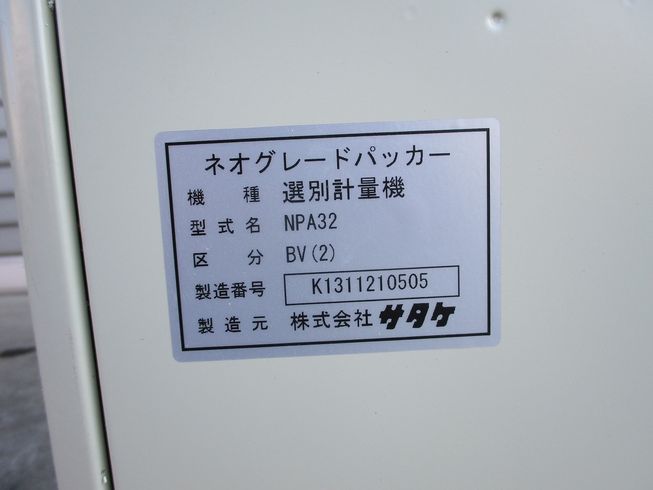 ネオグレードパッカー
機種 選別計量機
型式名 NPA32
区分 BV(2)
製造番号 K1311210505
製造元 株式会社サタケ